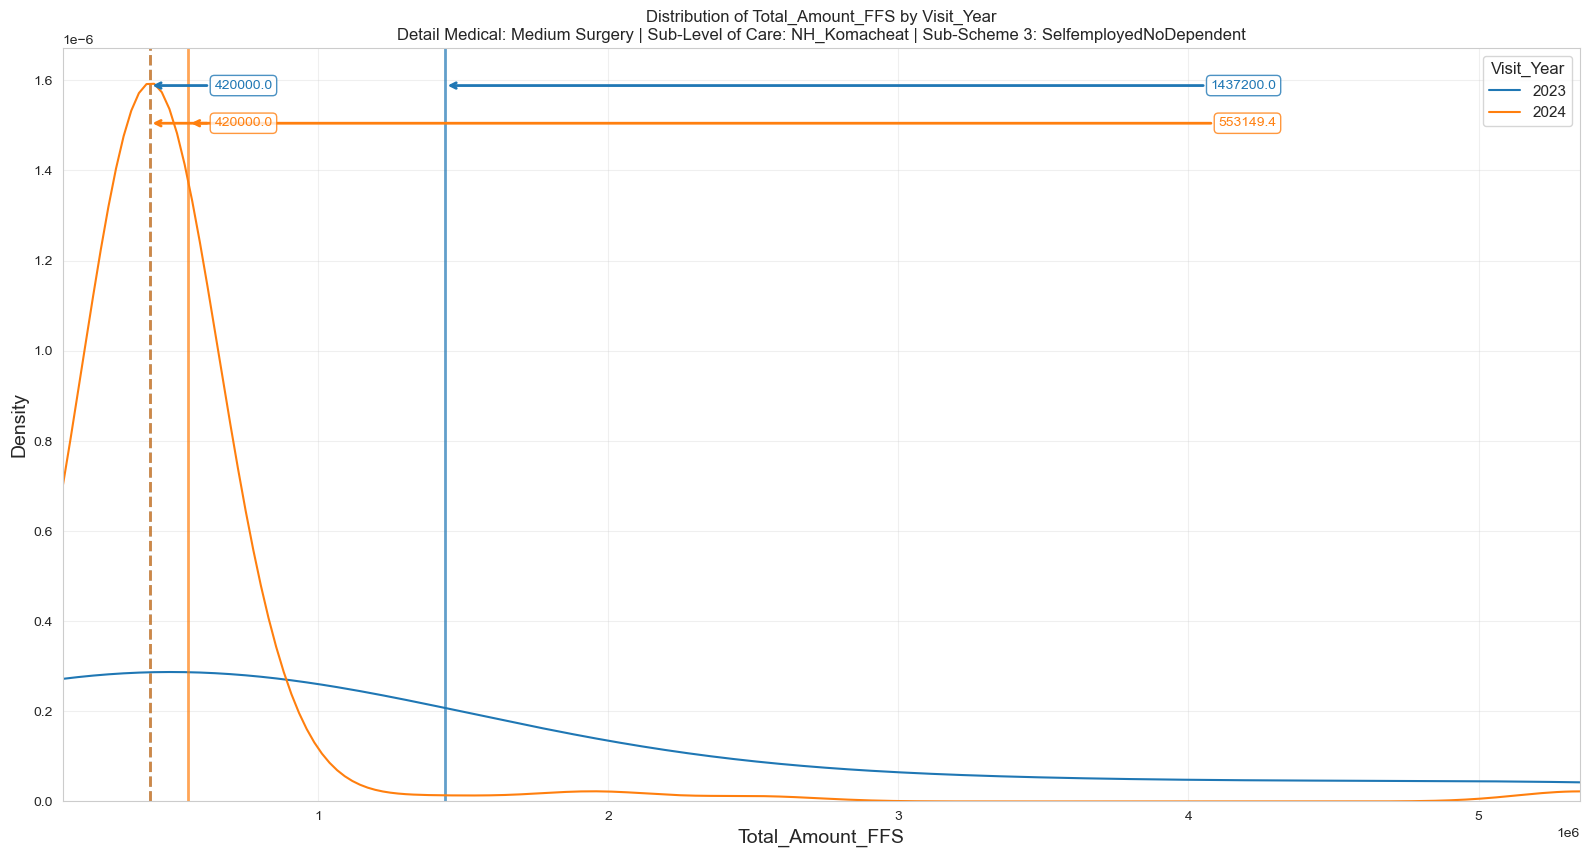 Distribution of Total_Amount_FFS by Visit_Year
Detail Medical: Medium Surgery | Sub-Level of Care: NH_Komacheat | Sub-Scheme 3: SelfemployedNoDependent
1e−6
Visit_Year
2023
2024
420000.0
1437200.0
420000.0
553149.4
1.6
1.4
1.2
1.0
0.8
0.6
0.4
0.2
0.0
Density
1
2
3
4
5
1e6
Total_Amount_FFS